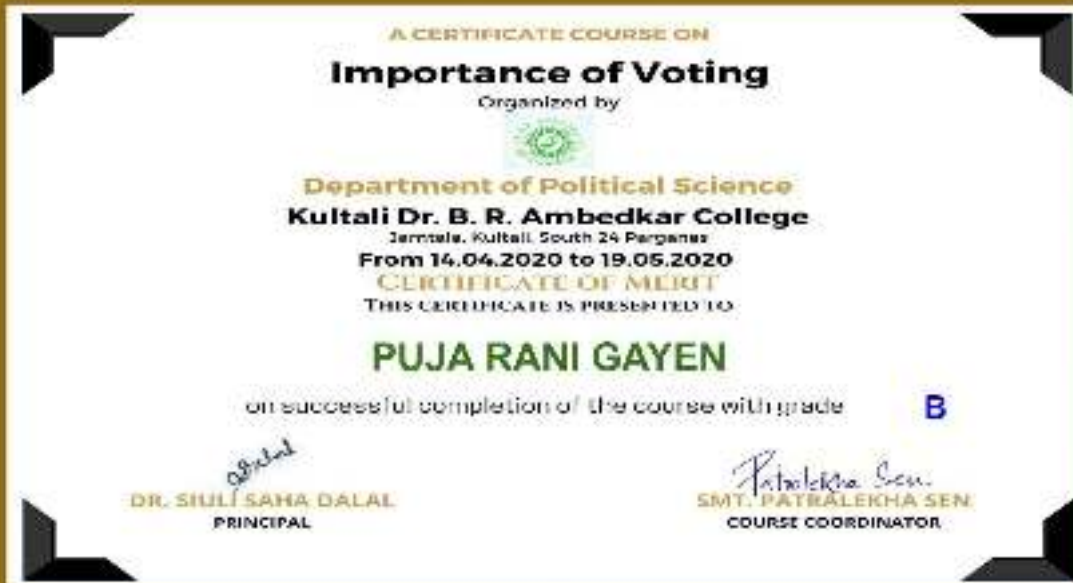 A CERTIFICATE COURSE ON
Importance of Voting
Organized by
Department of Political Science
Kultali Dr. B. R. Ambedkar College
Jamtala, Kultali, South 24 Parganas
From 14.04.2020 to 19.05.2020
CERTIFICATE OF MERIT
THIS CERTIFICATE IS PRESENTED TO
PUJA RANI GAYEN
on successful completion of the course with grade B
Patralekha Sen.
DR. SIULI SAHA DALAL
SMT. PATRALEKHA SEN
PRINCIPAL
COURSE COORDINATOR